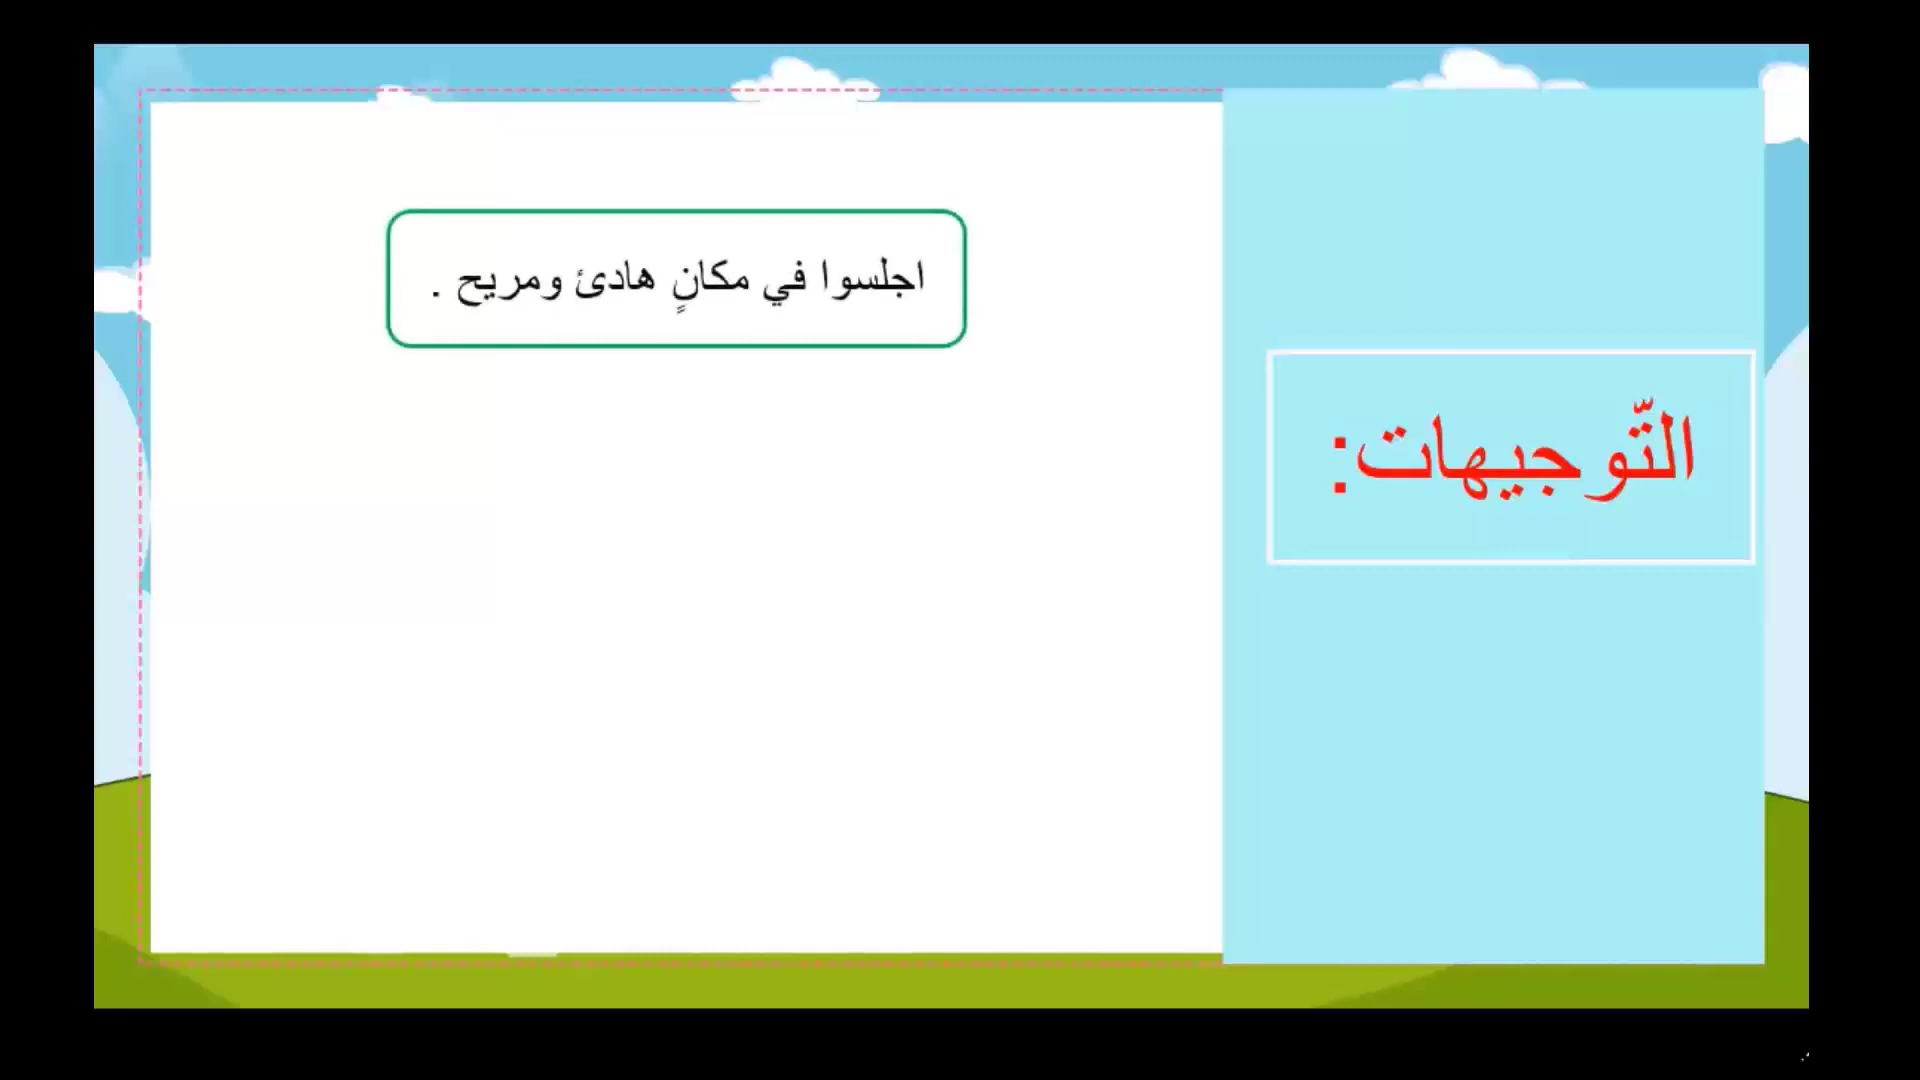 التّوجيهات:
اجلسوا في مكانٍ هادئ ومريح .